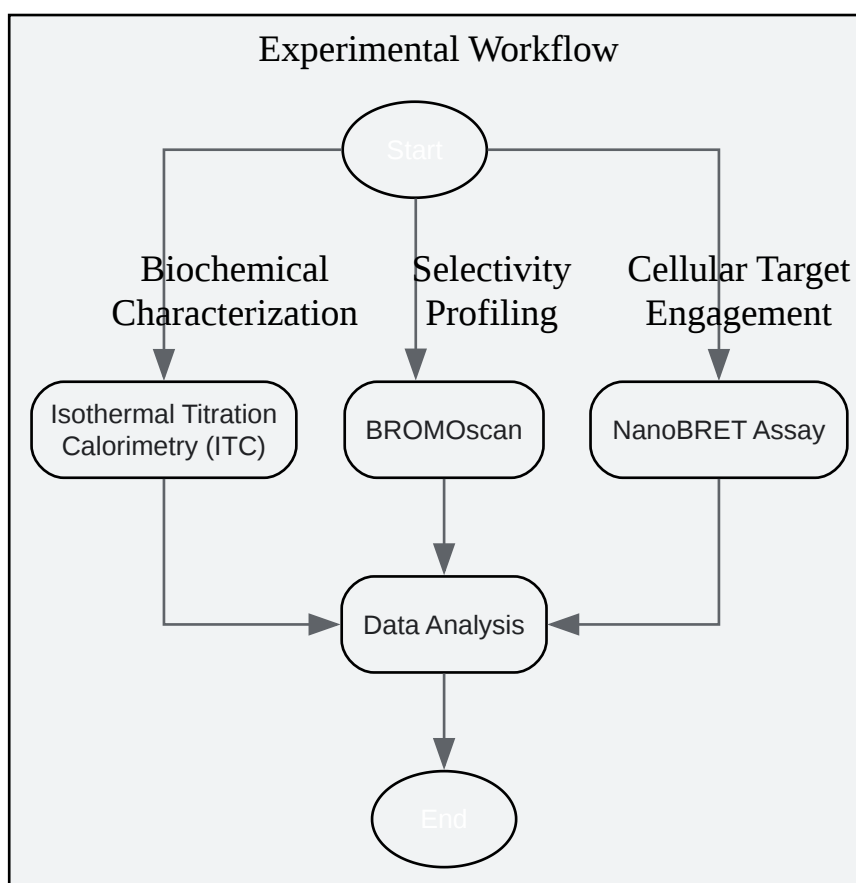 Experimental Workflow
Start
Biochemical
Characterization
Selectivity
Profiling
Cellular Target
Engagement
Isothermal Titration
Calorimetry (ITC)
BROMOscan
NanoBRET Assay
Data Analysis
End